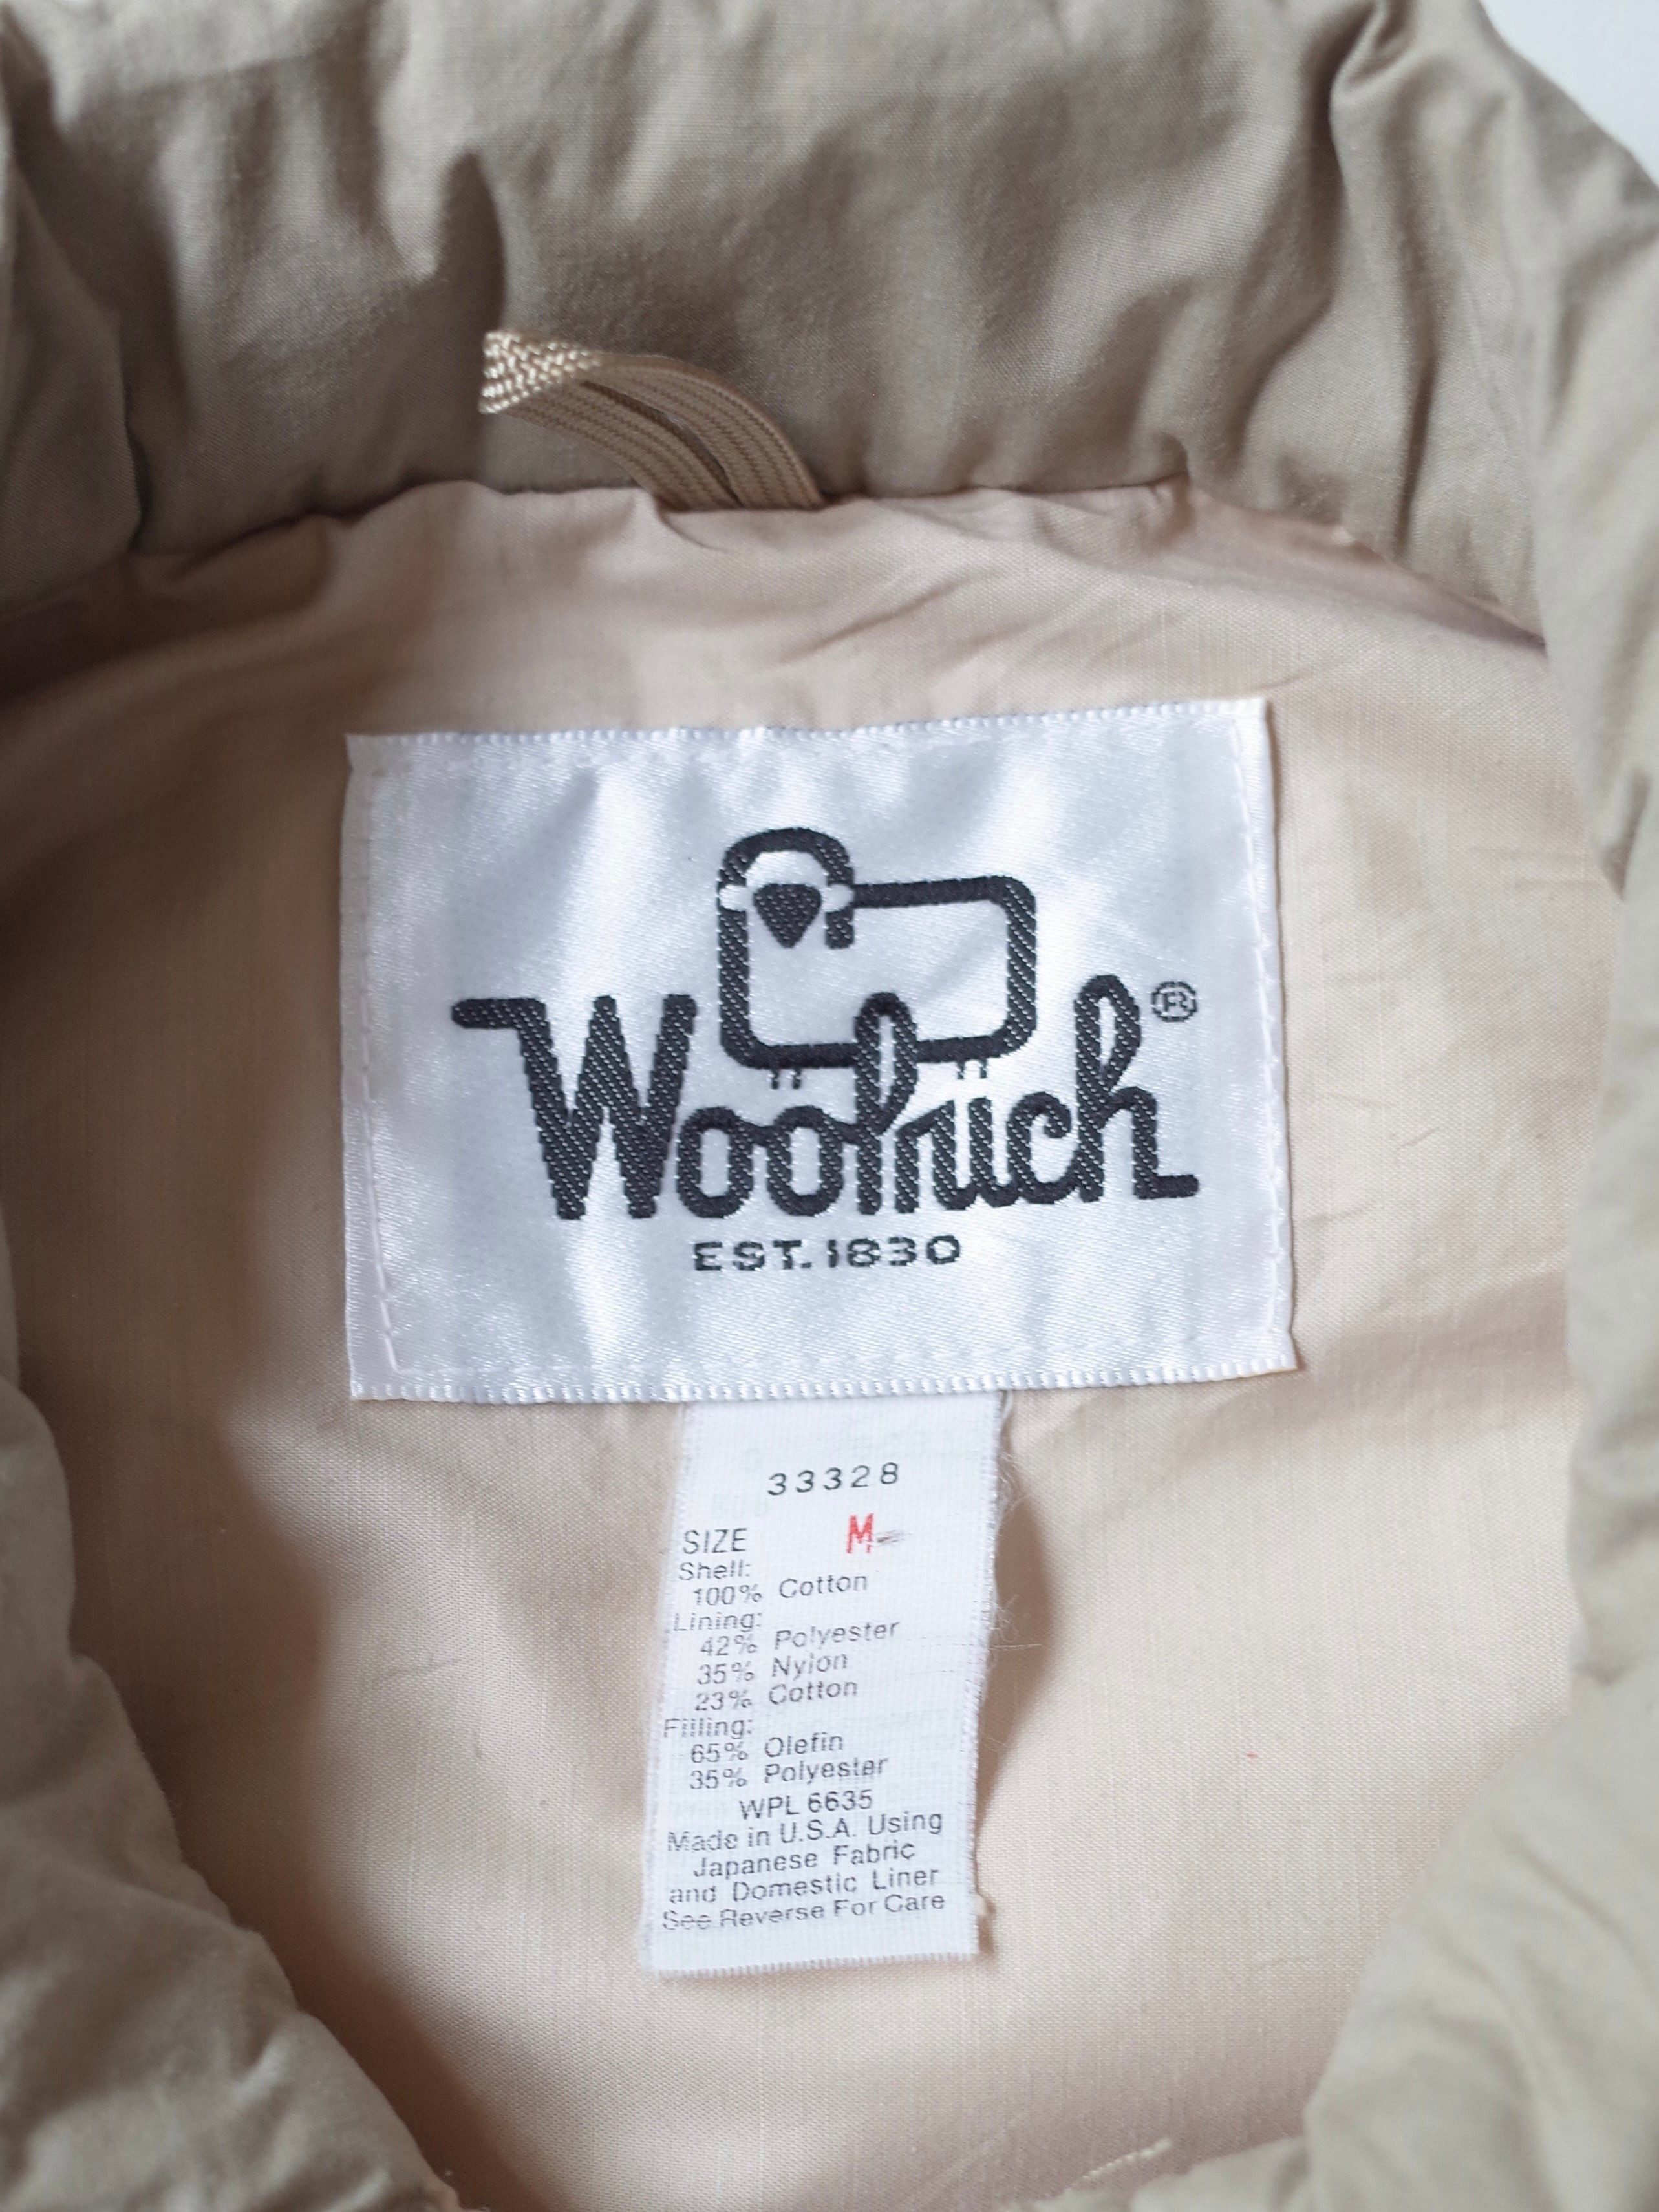 Woolrich®
EST. 1830
33328
SIZE M
Shell:
100% Cotton
Lining:
42% Polyester
35% Nylon
23% Cotton
Filling:
65% Olefin
35% Polyester
WPL 6635
Made in U.S.A. Using
Japanese Fabric
and Domestic Liner
See Reverse For Care